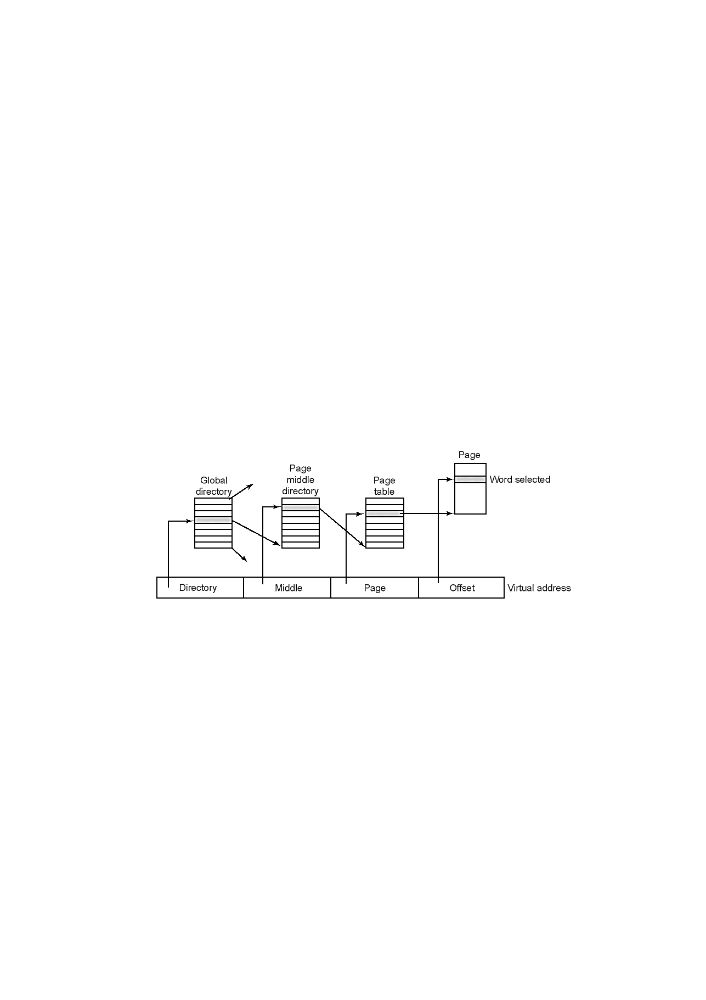 Page
Word selected
Page
middle
directory
Global
directory
Page
table
Directory
Middle
Page
Offset
Virtual address